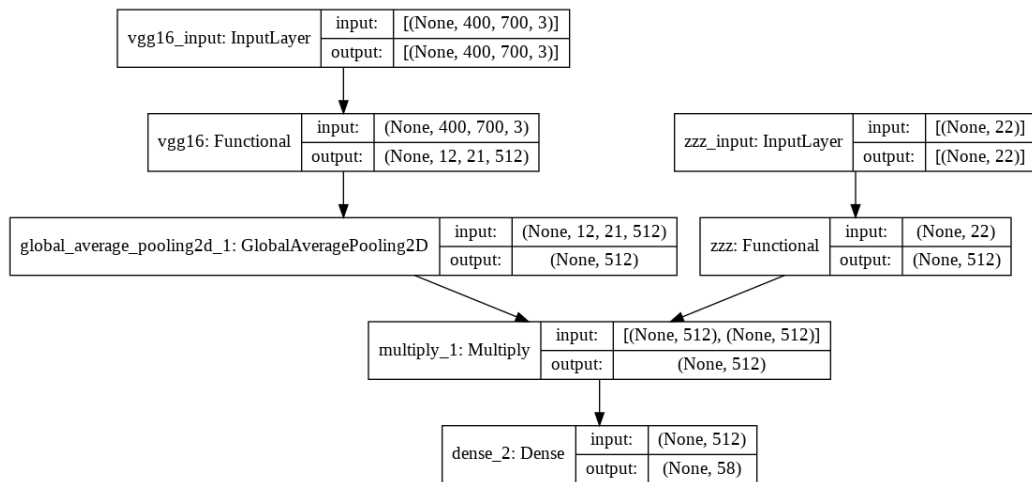 vgg16_input: InputLayer
input:
[(None, 400, 700, 3)]
output:
[(None, 400, 700, 3)]
vgg16: Functional
input:
(None, 400, 700, 3)
output:
(None, 12, 21, 512)
zzz_input: InputLayer
input:
[(None, 22)]
output:
[(None, 22)]
global_average_pooling2d_1: GlobalAveragePooling2D
input:
(None, 12, 21, 512)
output:
(None, 512)
zzz: Functional
input:
(None, 22)
output:
(None, 512)
multiply_1: Multiply
input:
[(None, 512), (None, 512)]
output:
(None, 512)
dense_2: Dense
input:
(None, 512)
output:
(None, 58)